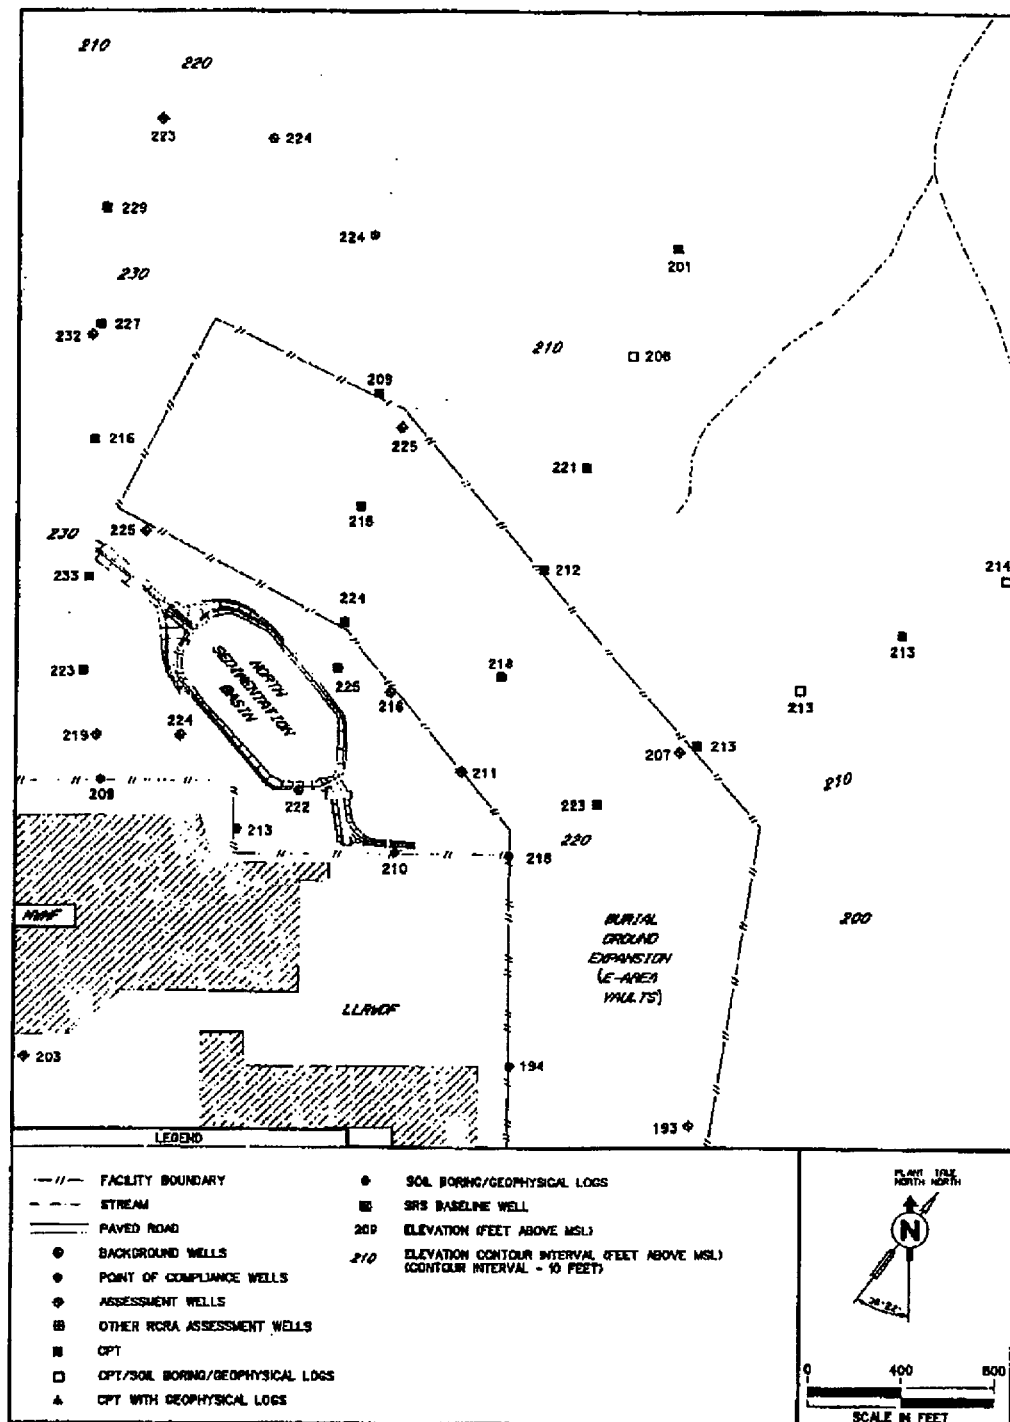 210
220
223
224
229
224
201
230
227
232
210
206
209
216
225
221
218
225
230
212
214
233
224
213
223
225
216
218
213
NORTH
SEDIMENTATION
BASIN
219
224
207
213
209
222
211
210
213
223
220
210
218
BURIAL
GROUND
EXPANSION
(E-AREA
VAULTS)
200
LLRWDF
203
194
193
LEGEND
FACILITY BOUNDARY
STREAM
PAVED ROAD
BACKGROUND WELLS
POINT OF COMPLIANCE WELLS
ASSESSMENT WELLS
OTHER RCRA ASSESSMENT WELLS
CPT
CPT/SOIL BORING/GEOPHYSICAL LOGS
CPT WITH GEOPHYSICAL LOGS
SOIL BORING/GEOPHYSICAL LOGS
SRS BASELINE WELL
209 ELEVATION (FEET ABOVE MSL)
210 ELEVATION CONTOUR INTERVAL (FEET ABOVE MSL)
(CONTOUR INTERVAL - 10 FEET)
PLANT TRUE
NORTH NORTH
N
0 400 800
SCALE IN FEET